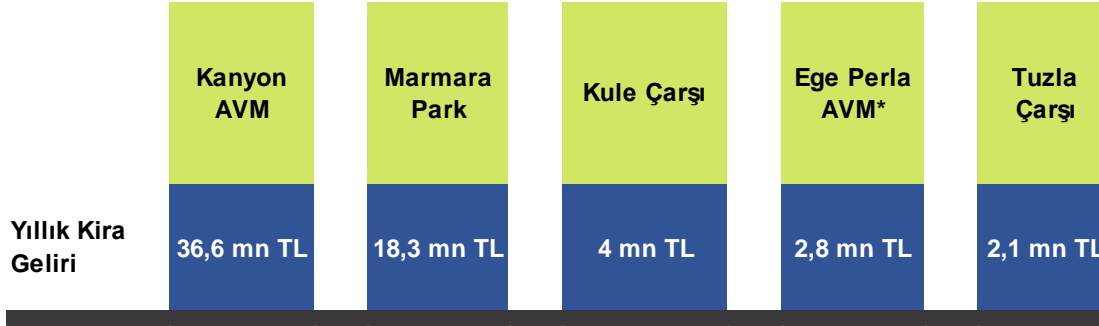 Kanyon
AVM
Marmara
Park
Kule Çarşı
Ege Perla
AVM*
Tuzla
Çarşı
Yıllık Kira
Geliri
36,6 mn TL
18,3 mn TL
4 mn TL
2,8 mn TL
2,1 mn TL